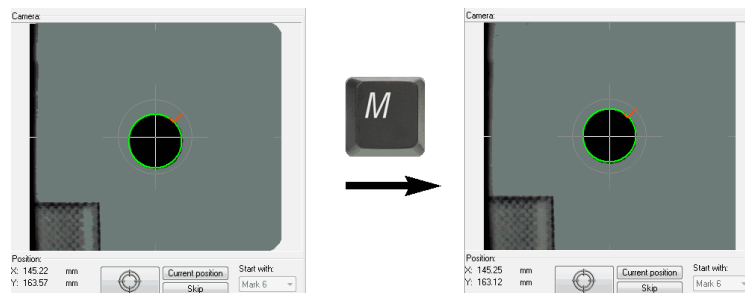 Camera:
M
Camera:
Position:
X: 145.22 mm
Y: 163.57 mm
Current position
Skip
Start with:
Mark 6
Position:
X: 145.25 mm
Y: 163.12 mm
Current position
Skip
Start with:
Mark 6